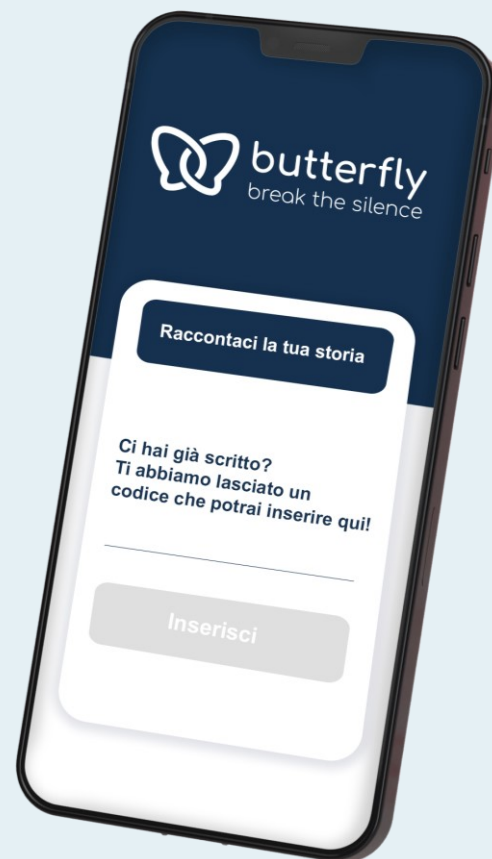 butterfly
break the silence
Raccontaci la tua storia
Ci hai già scritto?
Ti abbiamo lasciato un
codice che potrai inserire qui!
Inserisci